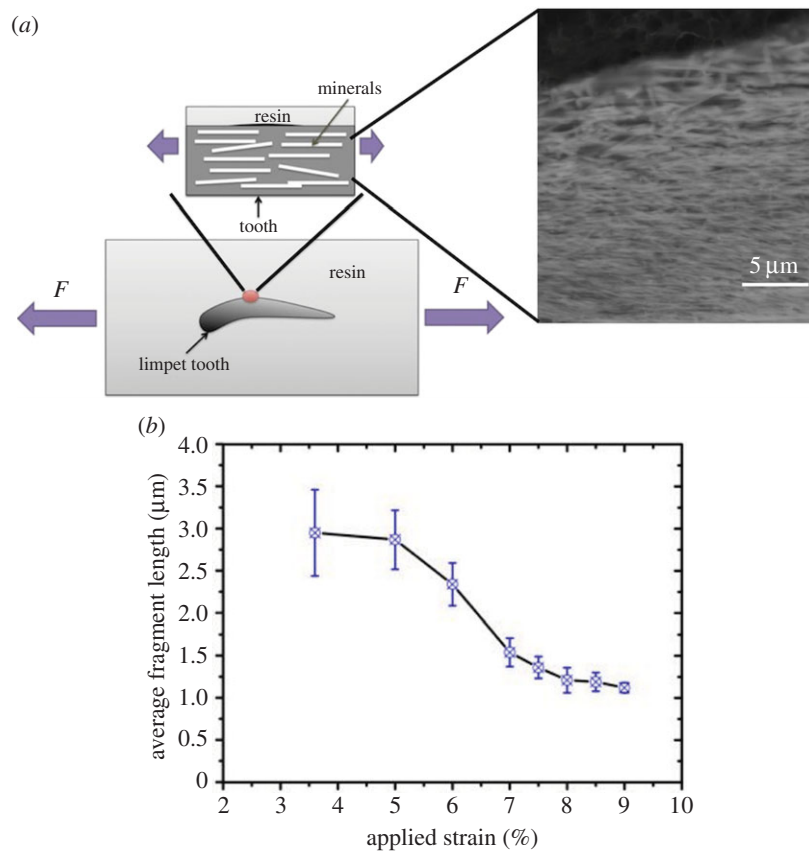 (a)
minerals
resin
tooth
resin
F
F
limpet tooth
5 µm
(b)
4.0
3.5
3.0
2.5
2.0
1.5
1.0
0.5
0
average fragment length (µm)
2 3 4 5 6 7 8 9 10
applied strain (%)